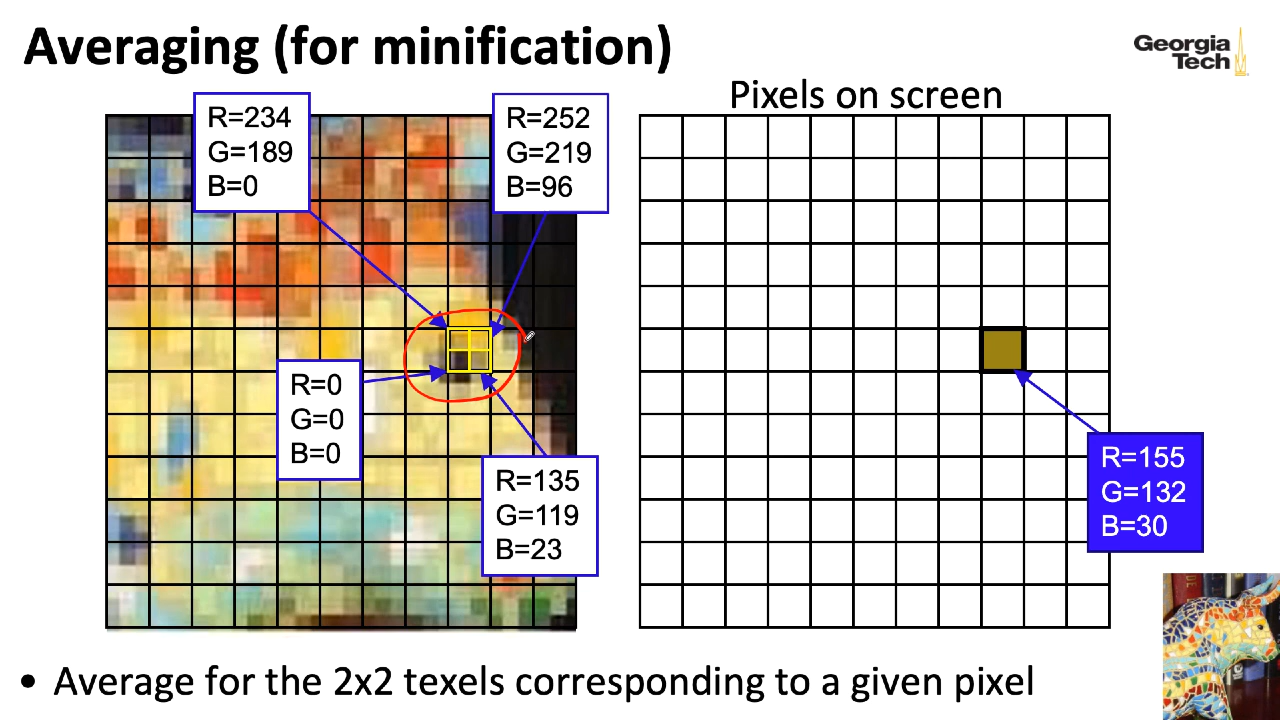 Averaging (for minification)
Georgia
Tech
Pixels on screen
R=234
G=189
B=0
R=252
G=219
B=96
R=0
G=0
B=0
R=135
G=119
B=23
R=155
G=132
B=30
• Average for the 2x2 texels corresponding to a given pixel